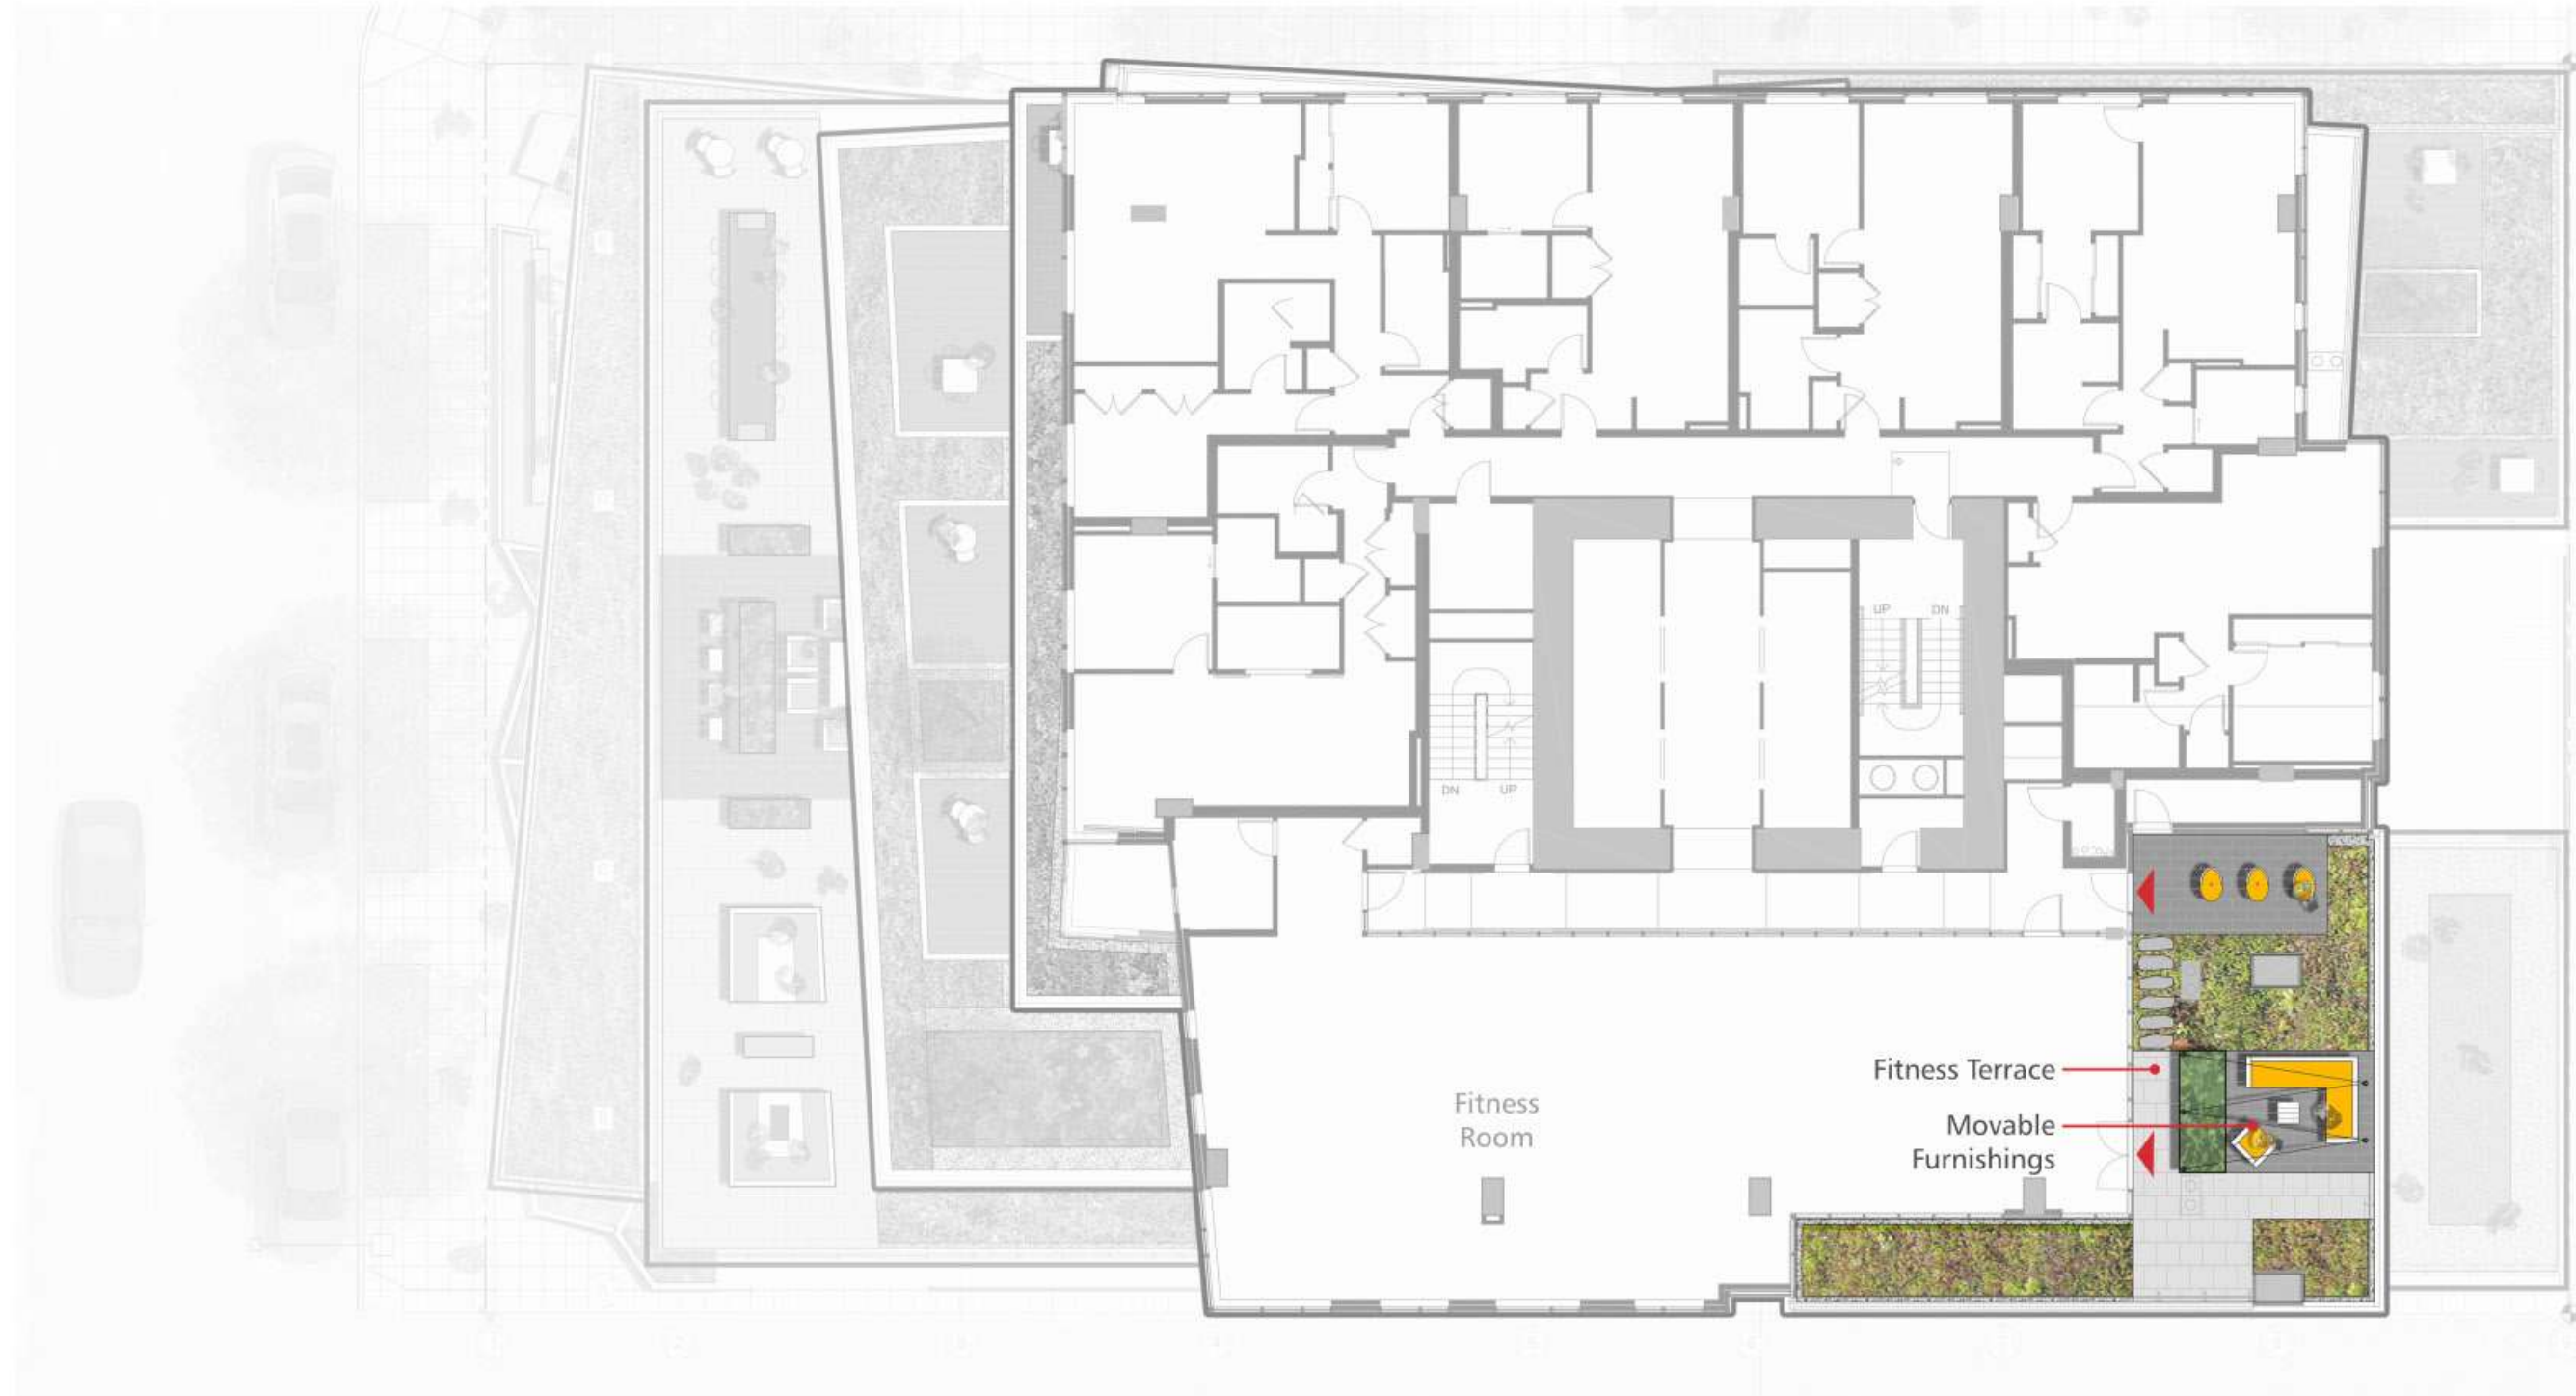 UP DN
DN UP
Fitness Terrace
Fitness
Room
Movable
Furnishings